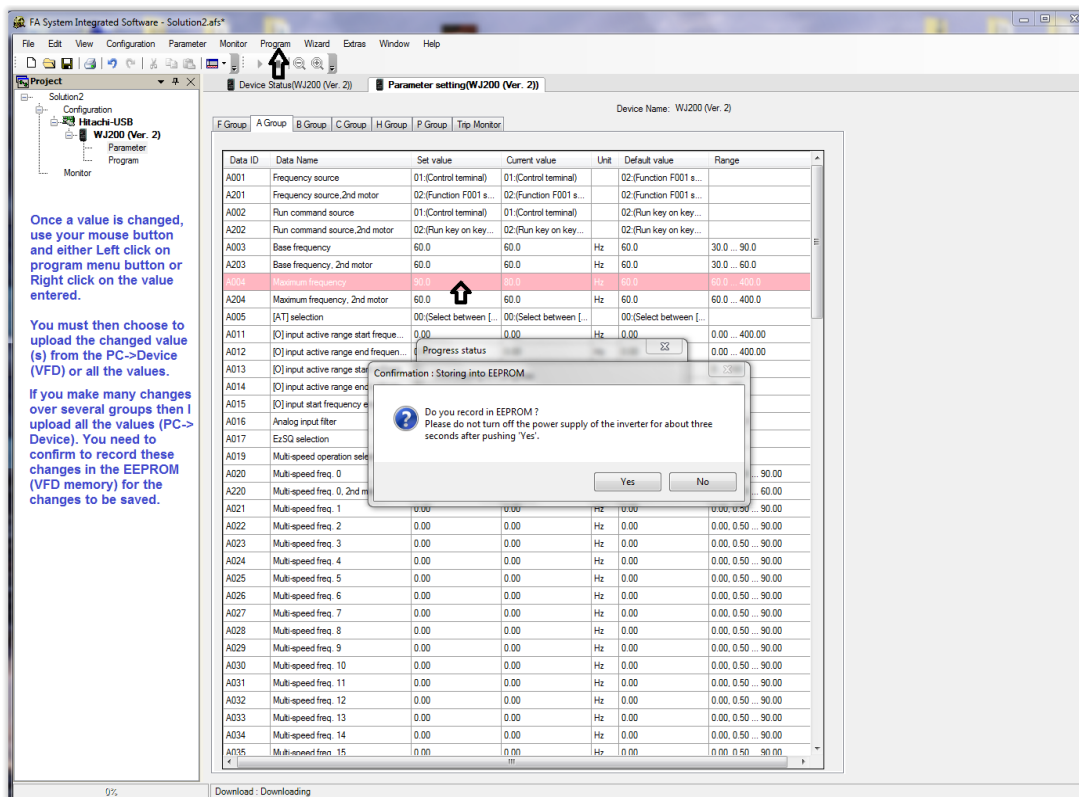 FA System Integrated Software - Solution2.afs*
File Edit View Configuration Parameter Monitor Program Wizard Extras Window Help
Project
Solution2
Configuration
Hitachi-USB
WJ200 (Ver. 2)
Parameter
Program
Monitor
Once a value is changed,
use your mouse button
and either Left click on
program menu button or
Right click on the value
entered.
You must then choose to
upload the changed value
(s) from the PC->Device
(VFD) or all the values.
If you make many changes
over several groups then I
upload all the values (PC->
Device). You need to
confirm to record these
changes in the EEPROM
(VFD memory) for the
changes to be saved.
Device Status(WJ200 (Ver. 2)) Parameter setting(WJ200 (Ver. 2))
Device Name: WJ200 (Ver. 2)
F Group A Group B Group C Group H Group P Group Trip Monitor
Data ID Data Name Set value Current value Unit Default value Range
A001 Frequency source 01:(Control terminal) 01:(Control terminal) 02:(Function F001 s...
A201 Frequency source,2nd motor 02:(Function F001 s... 02:(Function F001 s... 02:(Function F001 s...
A002 Run command source 01:(Control terminal) 01:(Control terminal) 02:(Run key on key...
A202 Run command source,2nd motor 02:(Run key on key... 02:(Run key on key... 02:(Run key on key...
A003 Base frequency 60.0 60.0 Hz 60.0 30.0 ... 90.0
A203 Base frequency, 2nd motor 60.0 60.0 Hz 60.0 30.0 ... 60.0
A004 Maximum frequency 90.0 80.0 Hz 60.0 60.0 ... 400.0
A204 Maximum frequency, 2nd motor 60.0 60.0 Hz 60.0 60.0 ... 400.0
A005 [AT] selection 00:(Select between [... 00:(Select between [... 00:(Select between [...
A011 [O] input active range start freque... 0.00 0.00 Hz 0.00 0.00 ... 400.00
A012 [O] input active range end frequen... 0.00 ... 400.00
A013 [O] input active range star
A014 [O] input active range end
A015 [O] input start frequency e
A016 Analog input filter
A017 EzSQ selection
A019 Multi-speed operation sele
A020 Multi-speed freq. 0 ... 90.00
A220 Multi-speed freq. 0, 2nd m ... 60.00
A021 Multi-speed freq. 1 0.00 0.00 Hz 0.00 0.00, 0.50 ... 90.00
A022 Multi-speed freq. 2 0.00 0.00 Hz 0.00 0.00, 0.50 ... 90.00
A023 Multi-speed freq. 3 0.00 0.00 Hz 0.00 0.00, 0.50 ... 90.00
A024 Multi-speed freq. 4 0.00 0.00 Hz 0.00 0.00, 0.50 ... 90.00
A025 Multi-speed freq. 5 0.00 0.00 Hz 0.00 0.00, 0.50 ... 90.00
A026 Multi-speed freq. 6 0.00 0.00 Hz 0.00 0.00, 0.50 ... 90.00
A027 Multi-speed freq. 7 0.00 0.00 Hz 0.00 0.00, 0.50 ... 90.00
A028 Multi-speed freq. 8 0.00 0.00 Hz 0.00 0.00, 0.50 ... 90.00
A029 Multi-speed freq. 9 0.00 0.00 Hz 0.00 0.00, 0.50 ... 90.00
A030 Multi-speed freq. 10 0.00 0.00 Hz 0.00 0.00, 0.50 ... 90.00
A031 Multi-speed freq. 11 0.00 0.00 Hz 0.00 0.00, 0.50 ... 90.00
A032 Multi-speed freq. 12 0.00 0.00 Hz 0.00 0.00, 0.50 ... 90.00
A033 Multi-speed freq. 13 0.00 0.00 Hz 0.00 0.00, 0.50 ... 90.00
A034 Multi-speed freq. 14 0.00 0.00 Hz 0.00 0.00, 0.50 ... 90.00
A035 Multi-speed freq. 15 0.00 0.00 Hz 0.00 0.00, 0.50 ... 90.00
Progress status
Confirmation : Storing into EEPROM
Do you record in EEPROM ?
Please do not turn off the power supply of the inverter for about three
seconds after pushing 'Yes'.
Yes No
0% Download : Downloading